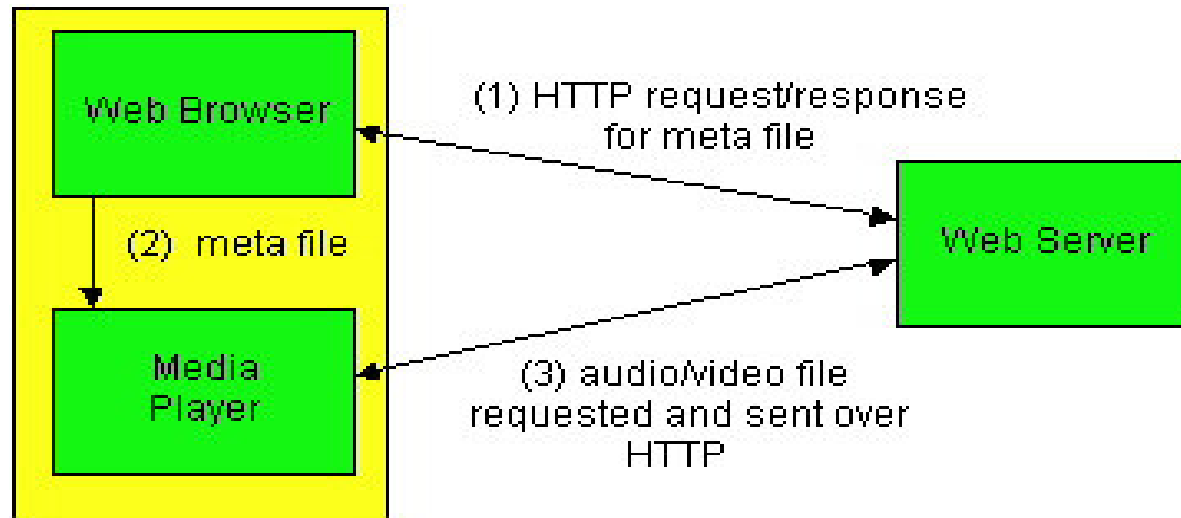 Web Browser
(1) HTTP request/response
for meta file
Web Server
(2) meta file
Media
Player
(3) audio/video file
requested and sent over
HTTP